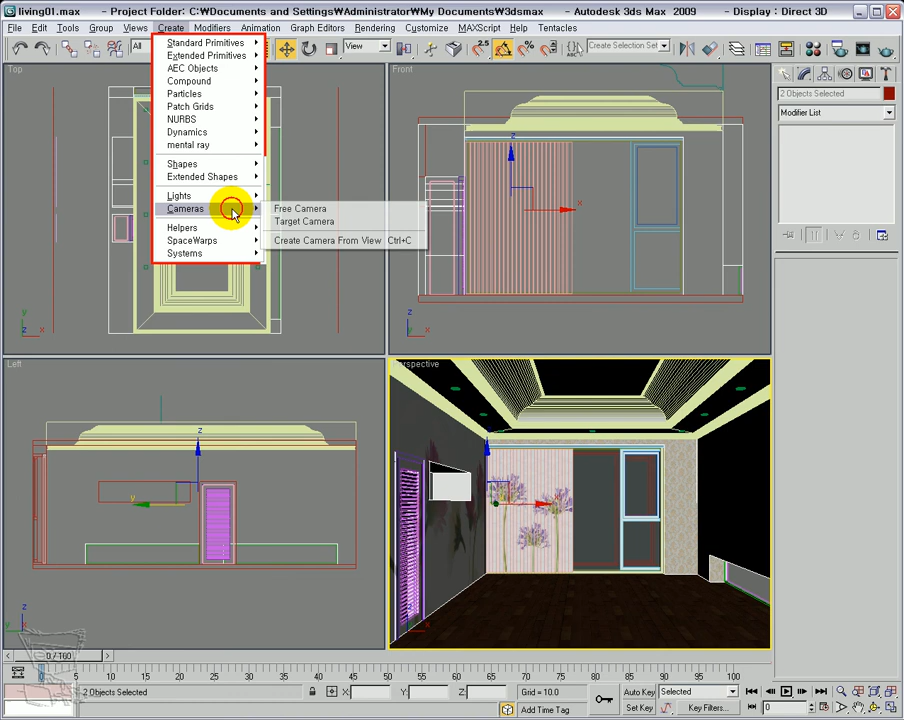 living01.max - Project Folder: C:₩Documents and Settings₩Administrator₩My Documents₩3dsmax - Autodesk 3ds Max 2009 - Display : Direct 3D
File Edit Tools Group Views Create Modifiers Animation Graph Editors Rendering Customize MAXScript Help Tentacles
All View 2.5 Create Selection Set
Top
Front
Standard Primitives
Extended Primitives
AEC Objects
Compound
Particles
Patch Grids
NURBS
Dynamics
mental ray
Shapes
Extended Shapes
Lights
Cameras
Helpers
SpaceWarps
Systems
Free Camera
Target Camera
Create Camera From View Ctrl+C
2 Objects Selected
Modifier List
z
x
y
z x
z
x
Left
Perspective
z
y
z
y
z
x
x
0 / 100
0 5 10 15 20 25 30 35 40 45 50 55 60 65 70 75 80 85 90 95 100
2 Objects Selected X: Y: Z: Grid = 10.0 Auto Key Selected
Add Time Tag Set Key Key Filters... 0